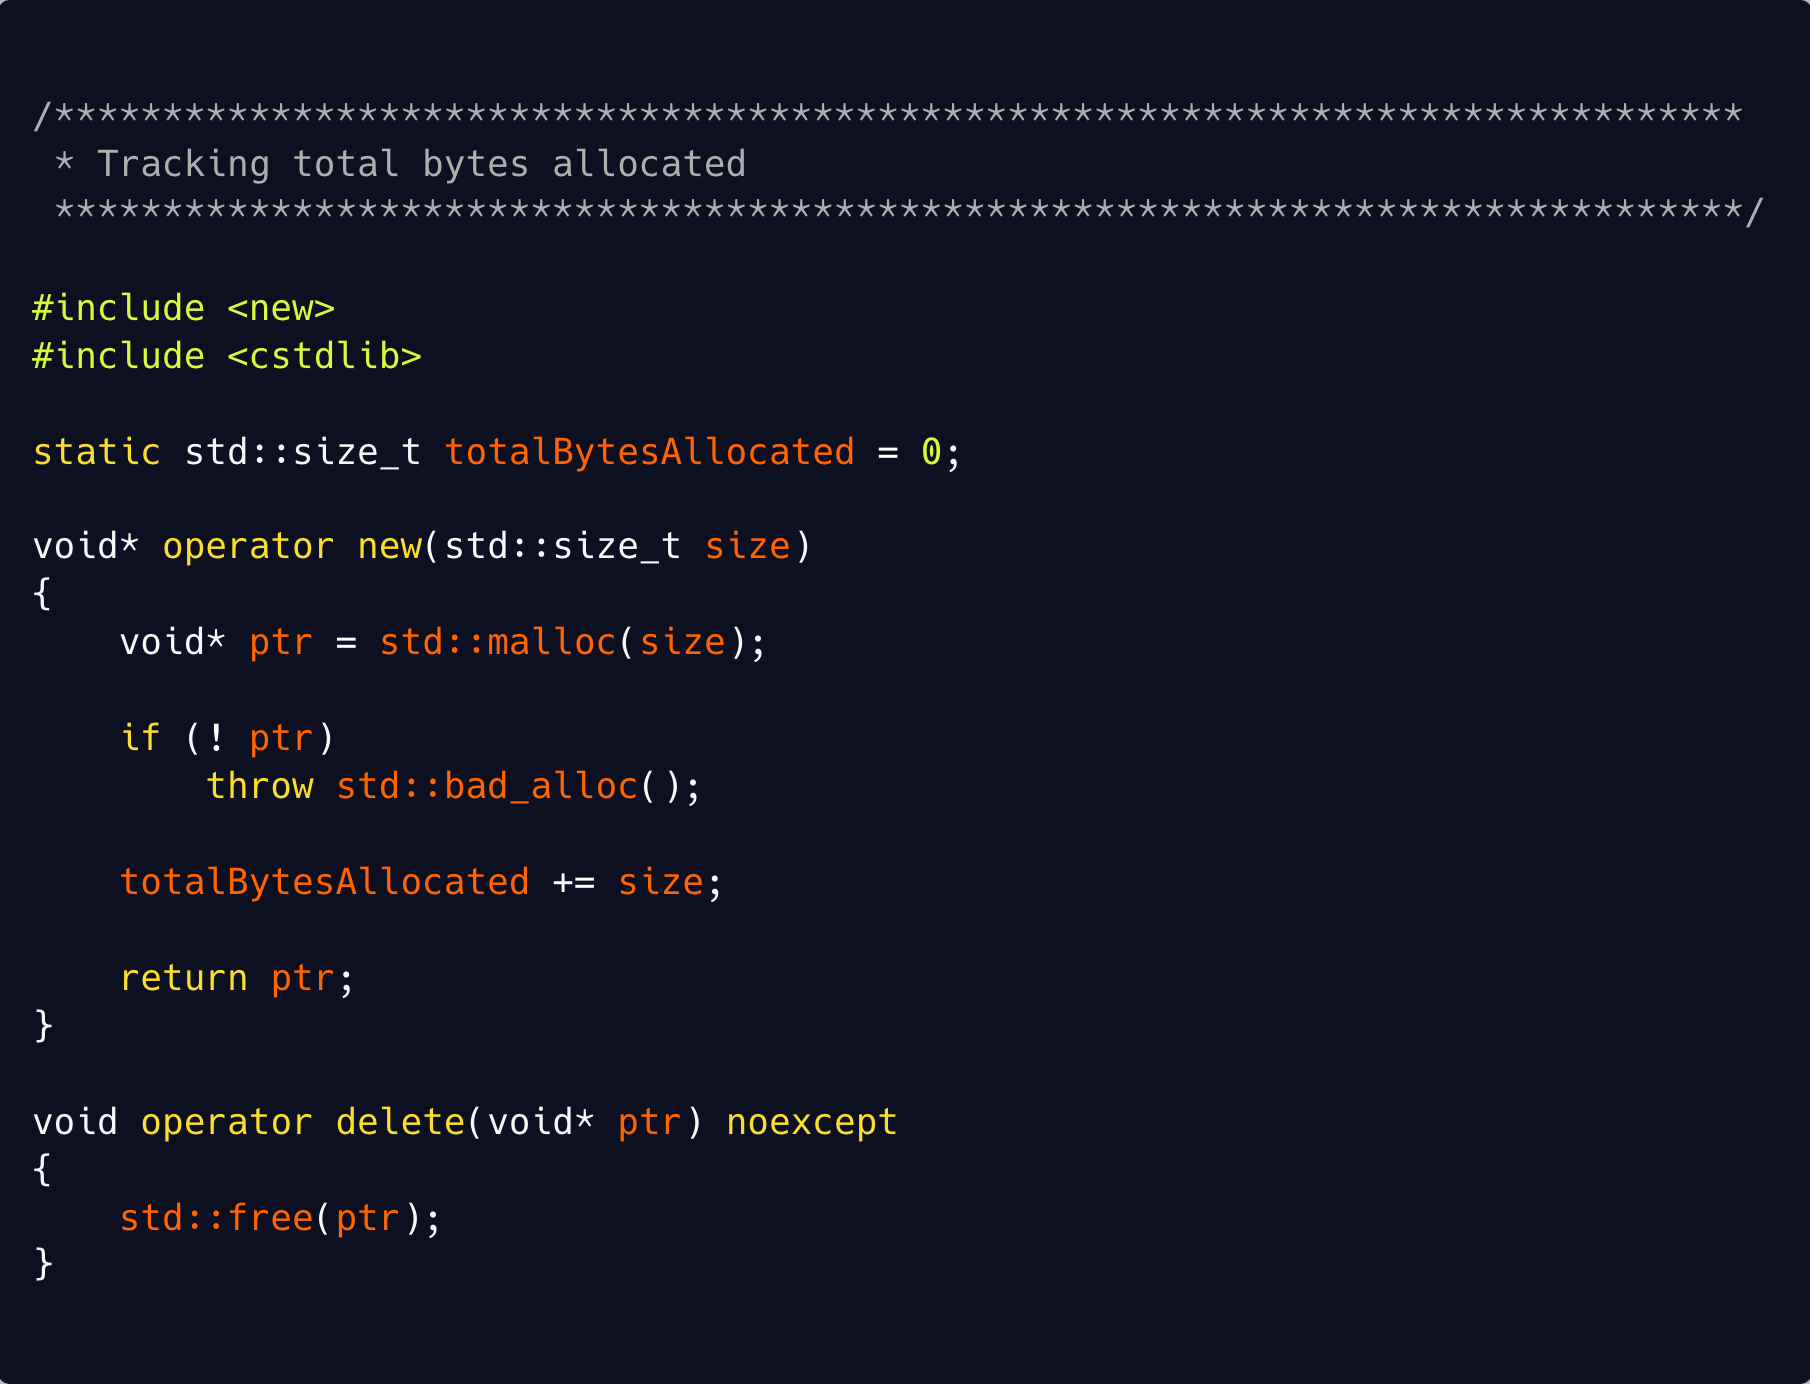 /******************************************************************************
 * Tracking total bytes allocated
 ******************************************************************************/

#include <new>
#include <cstdlib>

static std::size_t totalBytesAllocated = 0;

void* operator new(std::size_t size)
{
    void* ptr = std::malloc(size);

    if (! ptr)
        throw std::bad_alloc();

    totalBytesAllocated += size;

    return ptr;
}

void operator delete(void* ptr) noexcept
{
    std::free(ptr);
}